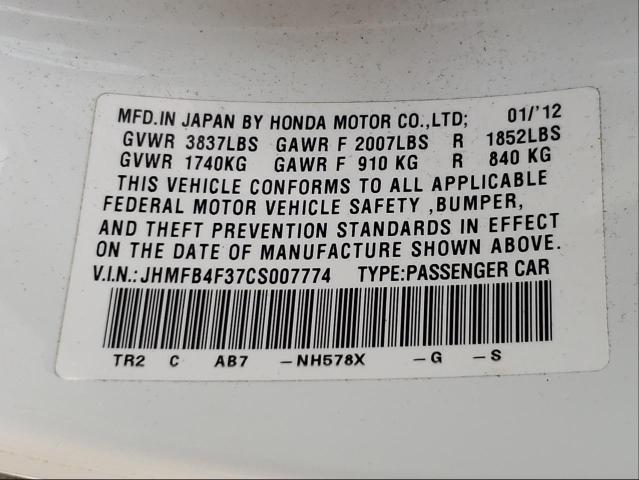 MFD.IN JAPAN BY HONDA MOTOR CO.,LTD; 01/'12
GVWR 3837LBS GAWR F 2007LBS R 1852LBS
GVWR 1740KG GAWR F 910 KG R 840 KG
THIS VEHICLE CONFORMS TO ALL APPLICABLE
FEDERAL MOTOR VEHICLE SAFETY ,BUMPER,
AND THEFT PREVENTION STANDARDS IN EFFECT
ON THE DATE OF MANUFACTURE SHOWN ABOVE.
V.I.N.:JHMFB4F37CS007774 TYPE:PASSENGER CAR
TR2 C AB7 -NH578X -G -S